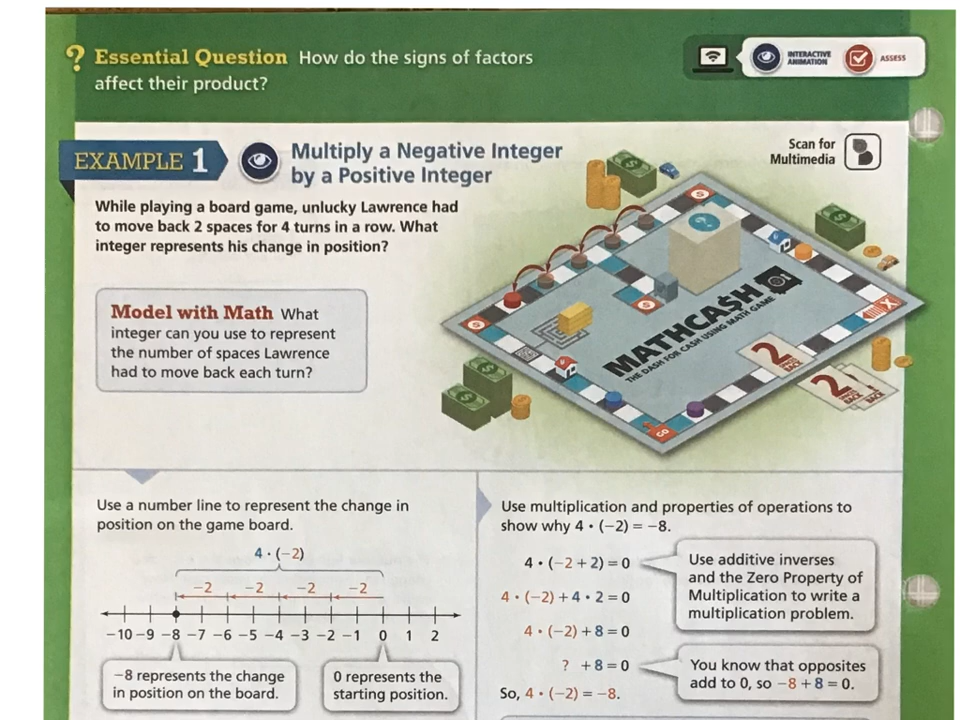 ? Essential Question How do the signs of factors
affect their product?
INTERACTIVE
ANIMATION
ASSESS
EXAMPLE 1
Multiply a Negative Integer
by a Positive Integer
Scan for
Multimedia
While playing a board game, unlucky Lawrence had
to move back 2 spaces for 4 turns in a row. What
integer represents his change in position?
Model with Math What
integer can you use to represent
the number of spaces Lawrence
had to move back each turn?
MATHCA$H
THE DASH FOR CASH USING MATH GAME
2
2
GO
Use a number line to represent the change in
position on the game board.
4 • (−2)
−2 −2 −2 −2
−10 −9 −8 −7 −6 −5 −4 −3 −2 −1 0 1 2
−8 represents the change
in position on the board.
0 represents the
starting position.
Use multiplication and properties of operations to
show why 4 • (−2) = −8.
4 • (−2 + 2) = 0
4 • (−2) + 4 • 2 = 0
4 • (−2) + 8 = 0
? + 8 = 0
So, 4 • (−2) = −8.
Use additive inverses
and the Zero Property of
Multiplication to write a
multiplication problem.
You know that opposites
add to 0, so −8 + 8 = 0.